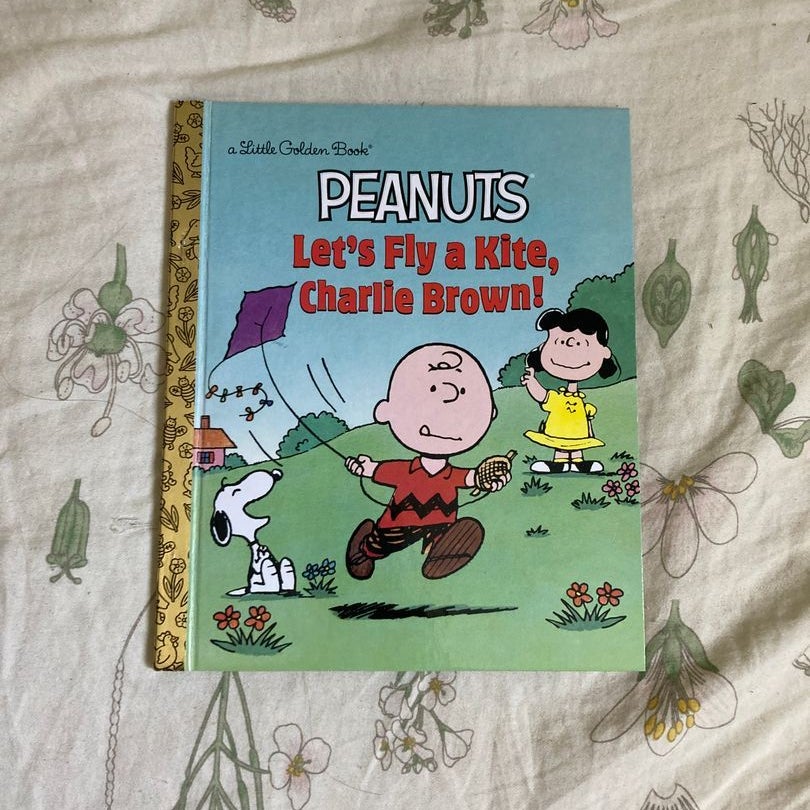 a Little Golden Book®
PEANUTS
Let's Fly a Kite,
Charlie Brown!